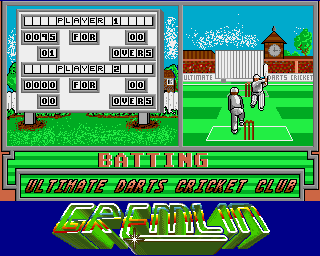 PLAYER 1
0095 FOR 00
01 OVERS
PLAYER 2
0000 FOR 00
00 OVERS
ULTIMATE DARTS CRICKET
BATTING
ULTIMATE DARTS CRICKET CLUB
GREMLIN